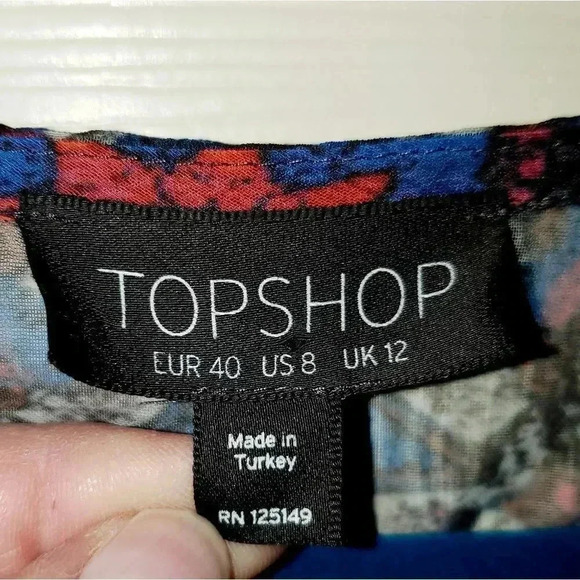 TOPSHOP
EUR 40 US 8 UK 12
Made in
Turkey
RN 125149